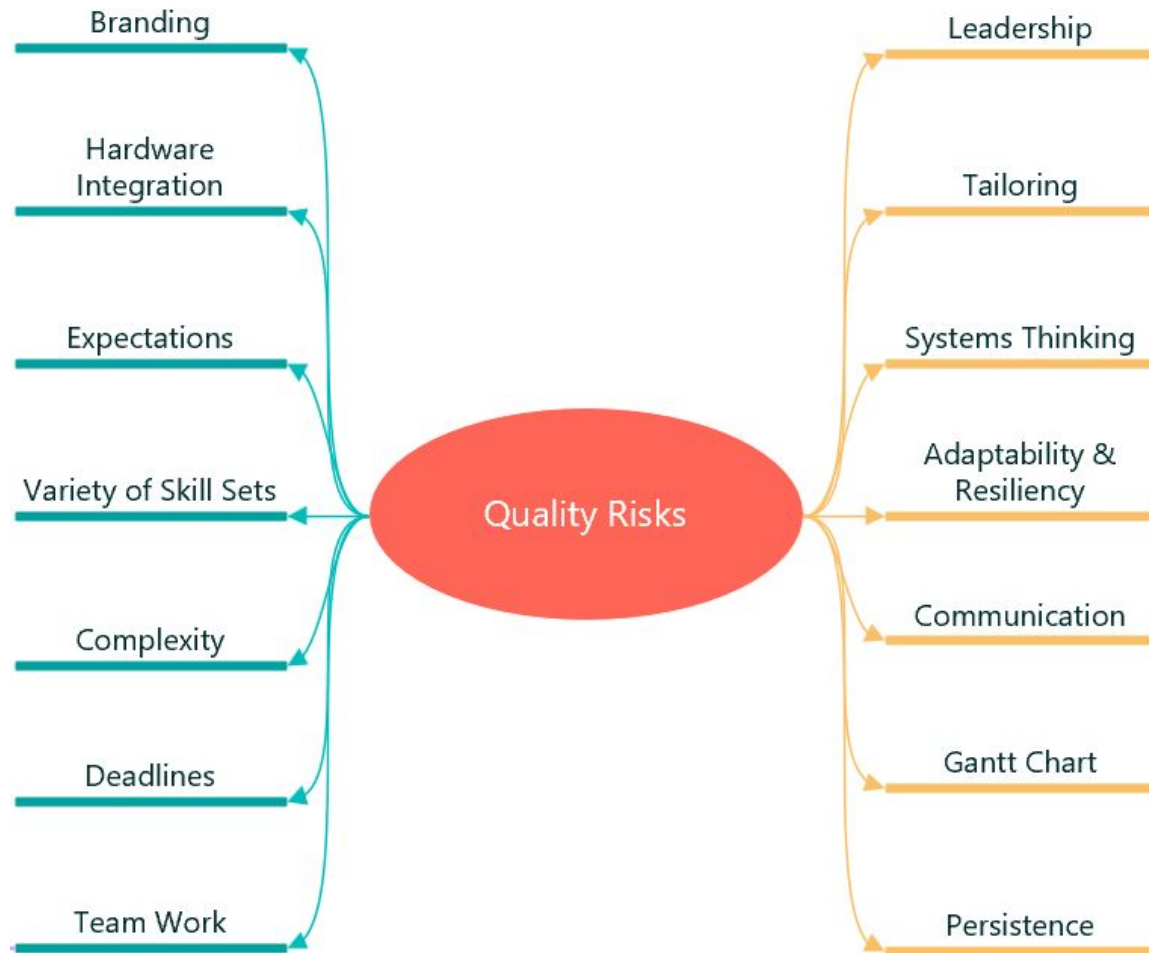 Branding
Hardware
Integration
Expectations
Variety of Skill Sets
Complexity
Deadlines
Team Work
Quality Risks
Leadership
Tailoring
Systems Thinking
Adaptability &
Resiliency
Communication
Gantt Chart
Persistence